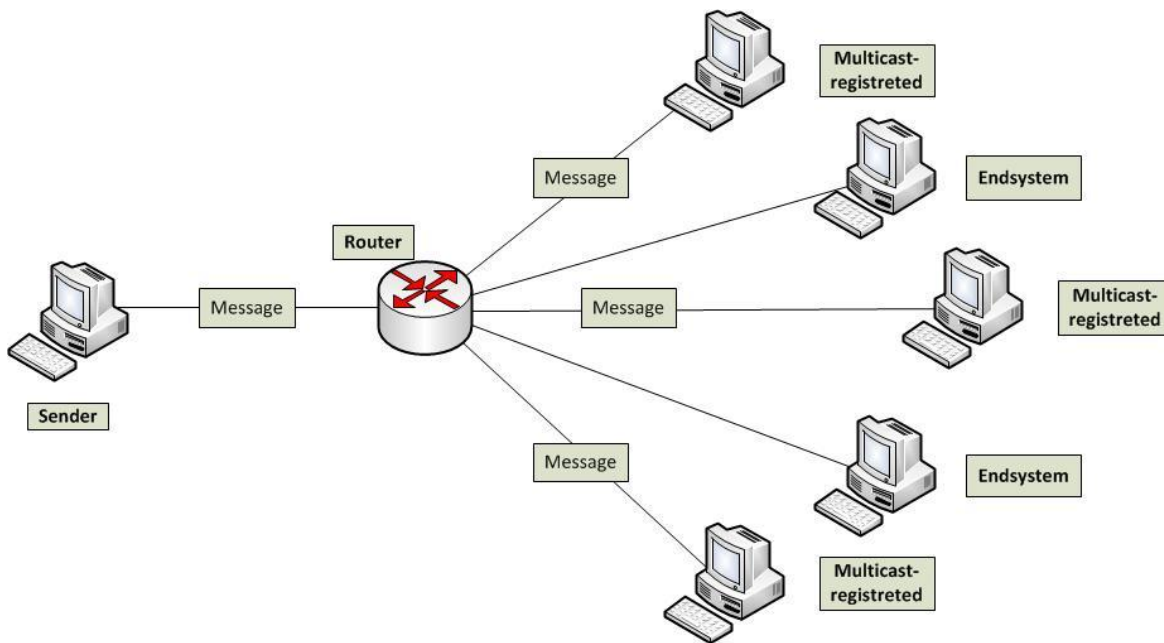 Multicast-
registreted
Message
Endsystem
Router
Message
Message
Multicast-
registreted
Sender
Message
Endsystem
Multicast-
registreted